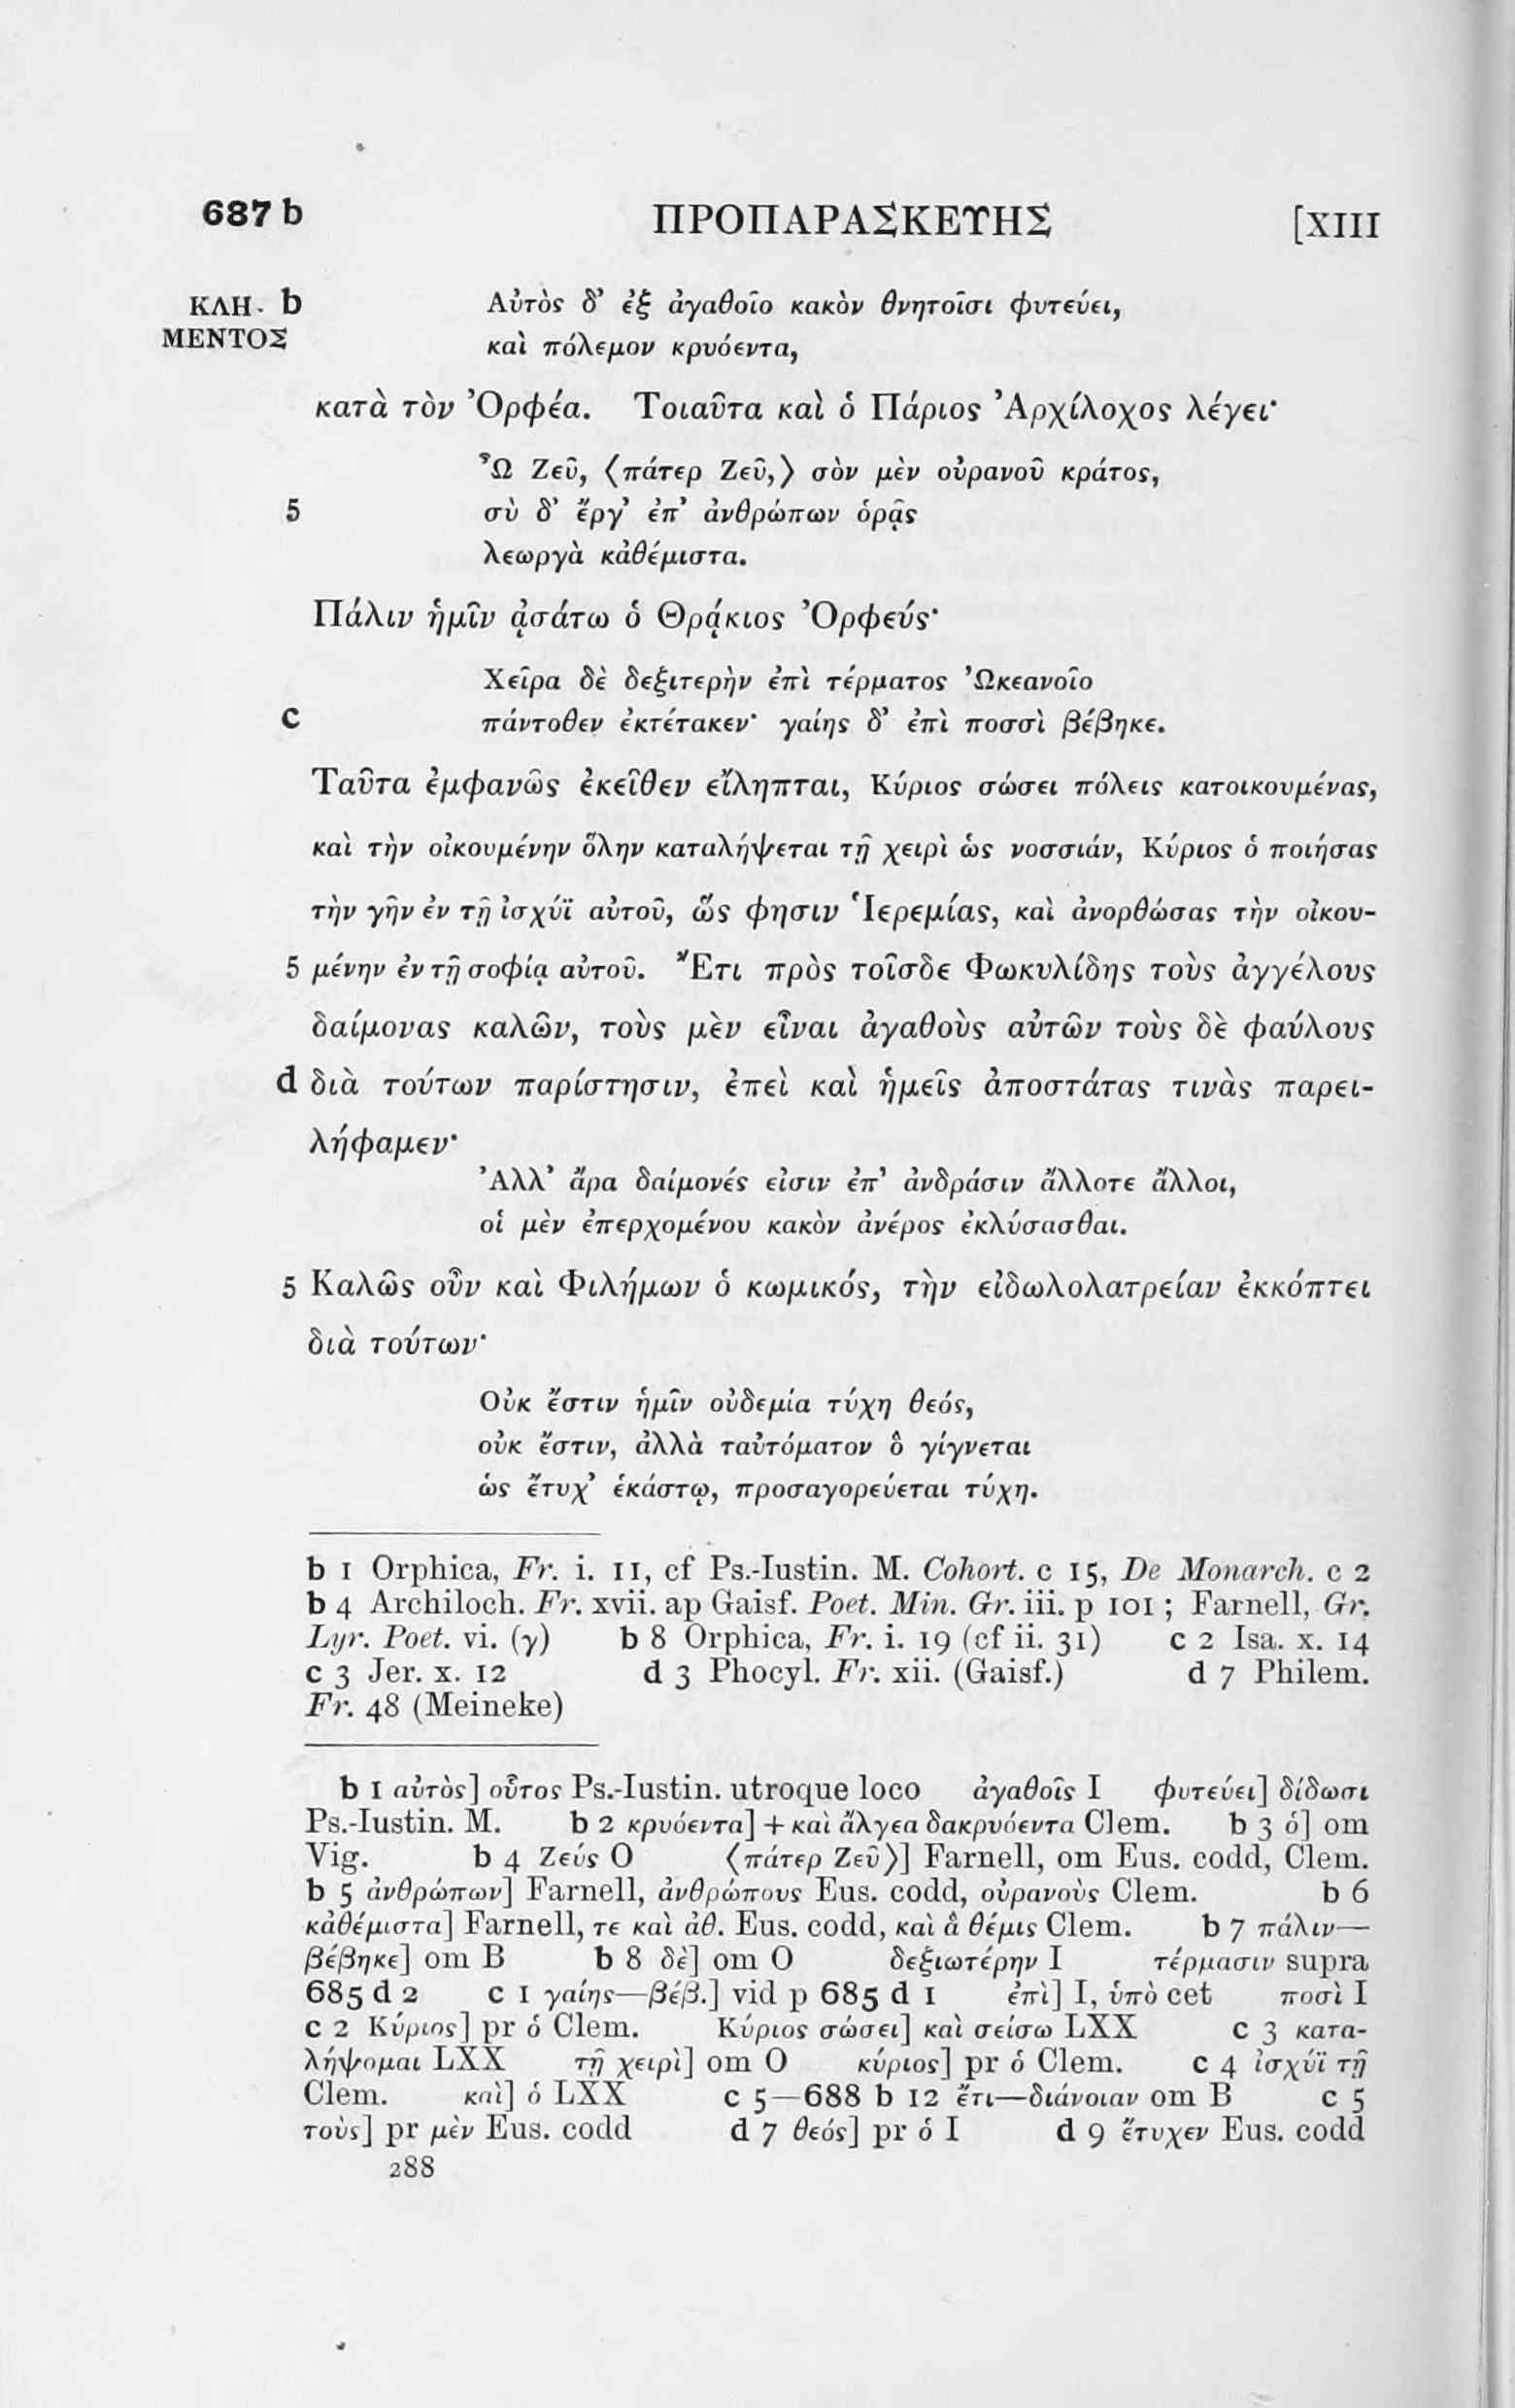 687 b ΠΡΟΠΑΡΑΣΚΕΥΗΣ [XIII
ΚΛΗ- b Αὐτὸς δ’ ἐξ ἀγαθοῖο κακὸν θνητοῖσι φυτεύει,
ΜΕΝΤΟΣ καὶ πόλεμον κρυόεντα,
κατὰ τὸν Ὀρφέα. Τοιαῦτα καὶ ὁ Πάριος Ἀρχίλοχος λέγει·
Ὦ Ζεῦ, ⟨πάτερ Ζεῦ,⟩ σὸν μὲν οὐρανοῦ κράτος,
5 σὺ δ’ ἔργ’ ἐπ’ ἀνθρώπων ὁρᾷς
λεωργὰ κἀθέμιστα.
Πάλιν ἡμῖν ᾀσάτω ὁ Θρᾴκιος Ὀρφεύς·
Χεῖρα δὲ δεξιτερὴν ἐπὶ τέρματος Ὠκεανοῖο
c πάντοθεν ἐκτέτακεν· γαίης δ’ ἐπὶ ποσσὶ βέβηκε.
Ταῦτα ἐμφανῶς ἐκεῖθεν εἴληπται, Κύριος σώσει πόλεις κατοικουμένας,
καὶ τὴν οἰκουμένην ὅλην καταλήψεται τῇ χειρὶ ὡς νοσσιάν, Κύριος ὁ ποιήσας
τὴν γῆν ἐν τῇ ἰσχύϊ αὐτοῦ, ὥς φησιν Ἱερεμίας, καὶ ἀνορθώσας τὴν οἰκου-
5 μένην ἐν τῇ σοφίᾳ αὐτοῦ. Ἔτι πρὸς τοῖσδε Φωκυλίδης τοὺς ἀγγέλους
δαίμονας καλῶν, τοὺς μὲν εἶναι ἀγαθοὺς αὐτῶν τοὺς δὲ φαύλους
d διὰ τούτων παρίστησιν, ἐπεὶ καὶ ἡμεῖς ἀποστάτας τινὰς παρει-
λήφαμεν·
Ἀλλ’ ἄρα δαίμονές εἰσιν ἐπ’ ἀνδράσιν ἄλλοτε ἄλλοι,
οἱ μὲν ἐπερχομένου κακὸν ἀνέρος ἐκλύσασθαι.
5 Καλῶς οὖν καὶ Φιλήμων ὁ κωμικός, τὴν εἰδωλολατρείαν ἐκκόπτει
διὰ τούτων·
Οὐκ ἔστιν ἡμῖν οὐδεμία τύχη θεός,
οὐκ ἔστιν, ἀλλὰ ταὐτόματον ὃ γίγνεται
ὡς ἔτυχ’ ἑκάστῳ, προσαγορεύεται τύχη.
b 1 Orphica, Fr. i. 11, cf Ps.-Iustin. M. Cohort. c 15, De Monarch. c 2
b 4 Archiloch. Fr. xvii. ap Gaisf. Poet. Min. Gr. iii. p 101 ; Farnell, Gr.
Lyr. Poet. vi. (γ) b 8 Orphica, Fr. i. 19 (cf ii. 31) c 2 Isa. x. 14
c 3 Jer. x. 12 d 3 Phocyl. Fr. xii. (Gaisf.) d 7 Philem.
Fr. 48 (Meineke)
b 1 αὐτὸς] οὗτος Ps.-Iustin. utroque loco ἀγαθοῖς I φυτεύει] δίδωσι
Ps.-Iustin. M. b 2 κρυόεντα] + καὶ ἄλγεα δακρυόεντα Clem. b 3 ὁ] om
Vig. b 4 Ζεύς O ⟨πάτερ Ζεῦ⟩] Farnell, om Eus. codd, Clem.
b 5 ἀνθρώπων] Farnell, ἀνθρώπους Eus. codd, οὐρανοὺς Clem. b 6
κἀθέμιστα] Farnell, τε καὶ ἀθ. Eus. codd, καὶ ἃ θέμις Clem. b 7 πάλιν—
βέβηκε] om B b 8 δὲ] om O δεξιωτέρην I τέρμασιν supra
685 d 2 c 1 γαίης—βέβ.] vid p 685 d 1 ἐπὶ] I, ὑπὸ cet ποσὶ I
c 2 Κύριος] pr ὁ Clem. Κύριος σώσει] καὶ σείσω LXX c 3 κατα-
λήψομαι LXX τῇ χειρὶ] om O κύριος] pr ὁ Clem. c 4 ἰσχύϊ τῇ
Clem. καὶ] ὁ LXX c 5—688 b 12 ἔτι—διάνοιαν om B c 5
τοὺς] pr μὲν Eus. codd d 7 θεός] pr ὁ I d 9 ἔτυχεν Eus. codd
288